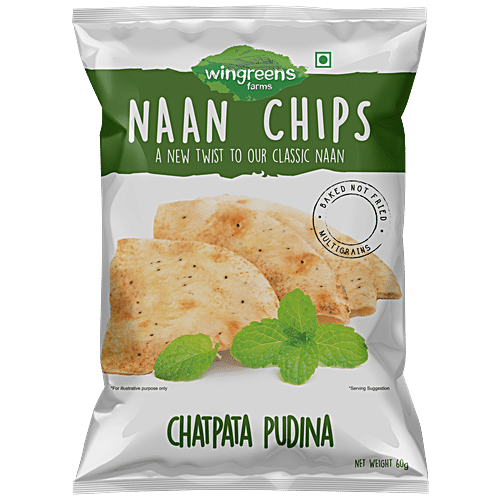 wingreens
farms
NAAN CHIPS
A NEW TWIST TO OUR CLASSIC NAAN
BAKED NOT FRIED
MULTIGRAINS
*For illustrative purpose only
*Serving Suggestion
CHATPATA PUDINA
NET WEIGHT 60g